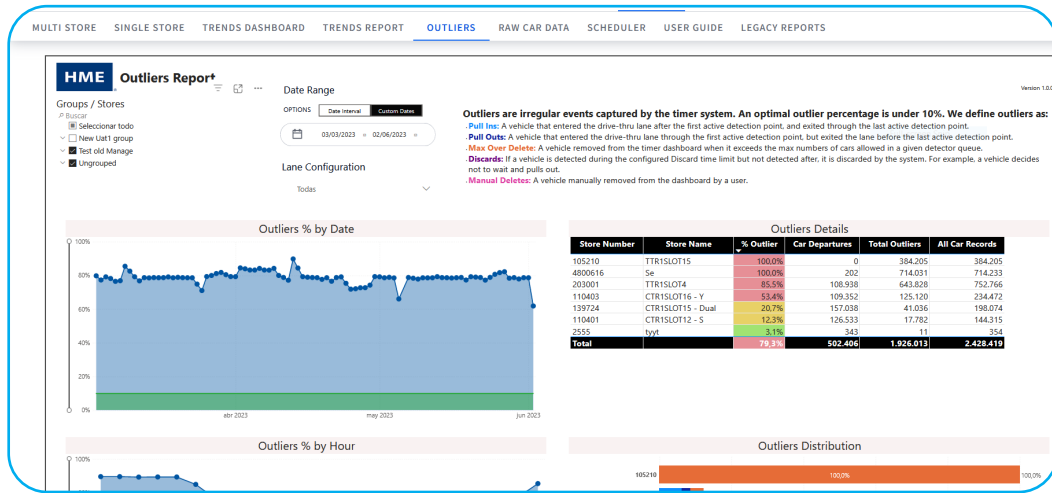 MULTI STORE SINGLE STORE TRENDS DASHBOARD TRENDS REPORT OUTLIERS RAW CAR DATA SCHEDULER USER GUIDE LEGACY REPORTS
HME Outliers Report
Version 1.0.0
Groups / Stores
Buscar
Seleccionar todo
New Uat1 group
Test old Manage
Ungrouped
Date Range
OPTIONS Date Interval Custom Dates
03/03/2023 » 02/06/2023 »
Lane Configuration
Todas
Outliers are irregular events captured by the timer system. An optimal outlier percentage is under 10%. We define outliers as:
. Pull Ins: A vehicle that entered the drive-thru lane after the first active detection point, and exited through the last active detection point.
. Pull Outs: A vehicle that entered the drive-thru lane through the first active detection point, but exited the lane before the last active detection point.
. Max Over Delete: A vehicle removed from the timer dashboard when it exceeds the max numbers of cars allowed in a given detector queue.
. Discards: If a vehicle is detected during the configured Discard time limit but not detected after, it is discarded by the system. For example, a vehicle decides
not to wait and pulls out.
. Manual Deletes: A vehicle manually removed from the dashboard by a user.
Outliers % by Date
100%
80%
60%
40%
20%
0%
abr 2023 may 2023 jun 2023
Outliers Details
Store Number Store Name % Outlier Car Departures Total Outliers All Car Records
105210 TTR1SLOT15 100,0% 0 384.205 384.205
4800616 Se 100,0% 202 714.031 714.233
203001 TTR1SLOT4 85,5% 108.938 643.828 752.766
110403 CTR1SLOT16 - Y 53,4% 109.352 125.120 234.472
139724 CTR1SLOT15 - Dual 20,7% 157.038 41.036 198.074
110401 CTR1SLOT12 - S 12,3% 126.533 17.782 144.315
2555 tyyt 3,1% 343 11 354
Total 79,3% 502.406 1.926.013 2.428.419
Outliers % by Hour
100%
Outliers Distribution
105210 100,0% 100,0%